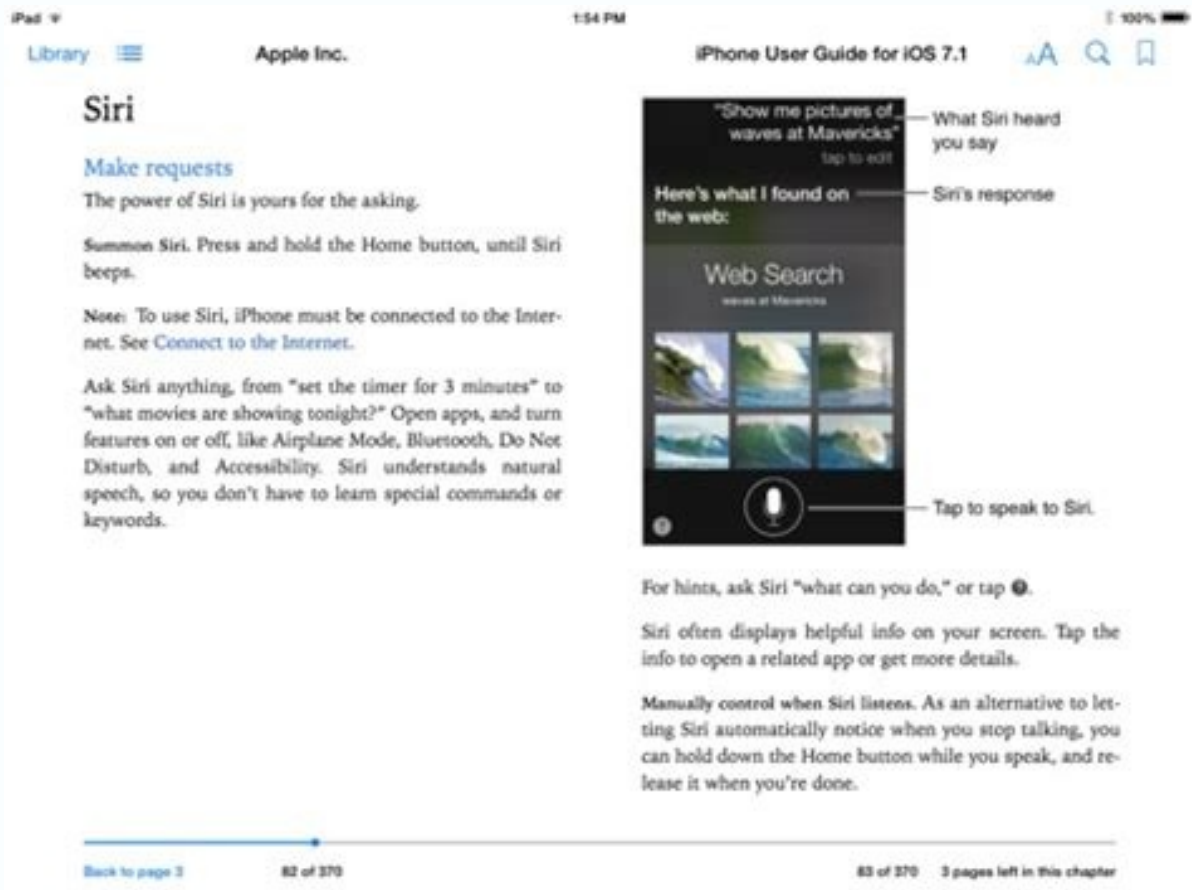 iPad
1:54 PM
100%
Library
Apple Inc.
iPhone User Guide for iOS 7.1
AA
Siri
Make requests
The power of Siri is yours for the asking.
Summon Siri. Press and hold the Home button, until Siri
beeps.
Note: To use Siri, iPhone must be connected to the Inter-
net. See Connect to the Internet.
Ask Siri anything, from "set the timer for 3 minutes" to
"what movies are showing tonight?" Open apps, and turn
features on or off, like Airplane Mode, Bluetooth, Do Not
Disturb, and Accessibility. Siri understands natural
speech, so you don't have to learn special commands or
keywords.
"Show me pictures of
waves at Mavericks"
tap to edit
What Siri heard
you say
Here's what I found on
the web:
Siri's response
Web Search
waves at Mavericks
?
Tap to speak to Siri.
For hints, ask Siri "what can you do," or tap ?.
Siri often displays helpful info on your screen. Tap the
info to open a related app or get more details.
Manually control when Siri listens. As an alternative to let-
ting Siri automatically notice when you stop talking, you
can hold down the Home button while you speak, and re-
lease it when you're done.
Back to page 3
82 of 370
83 of 370
3 pages left in this chapter